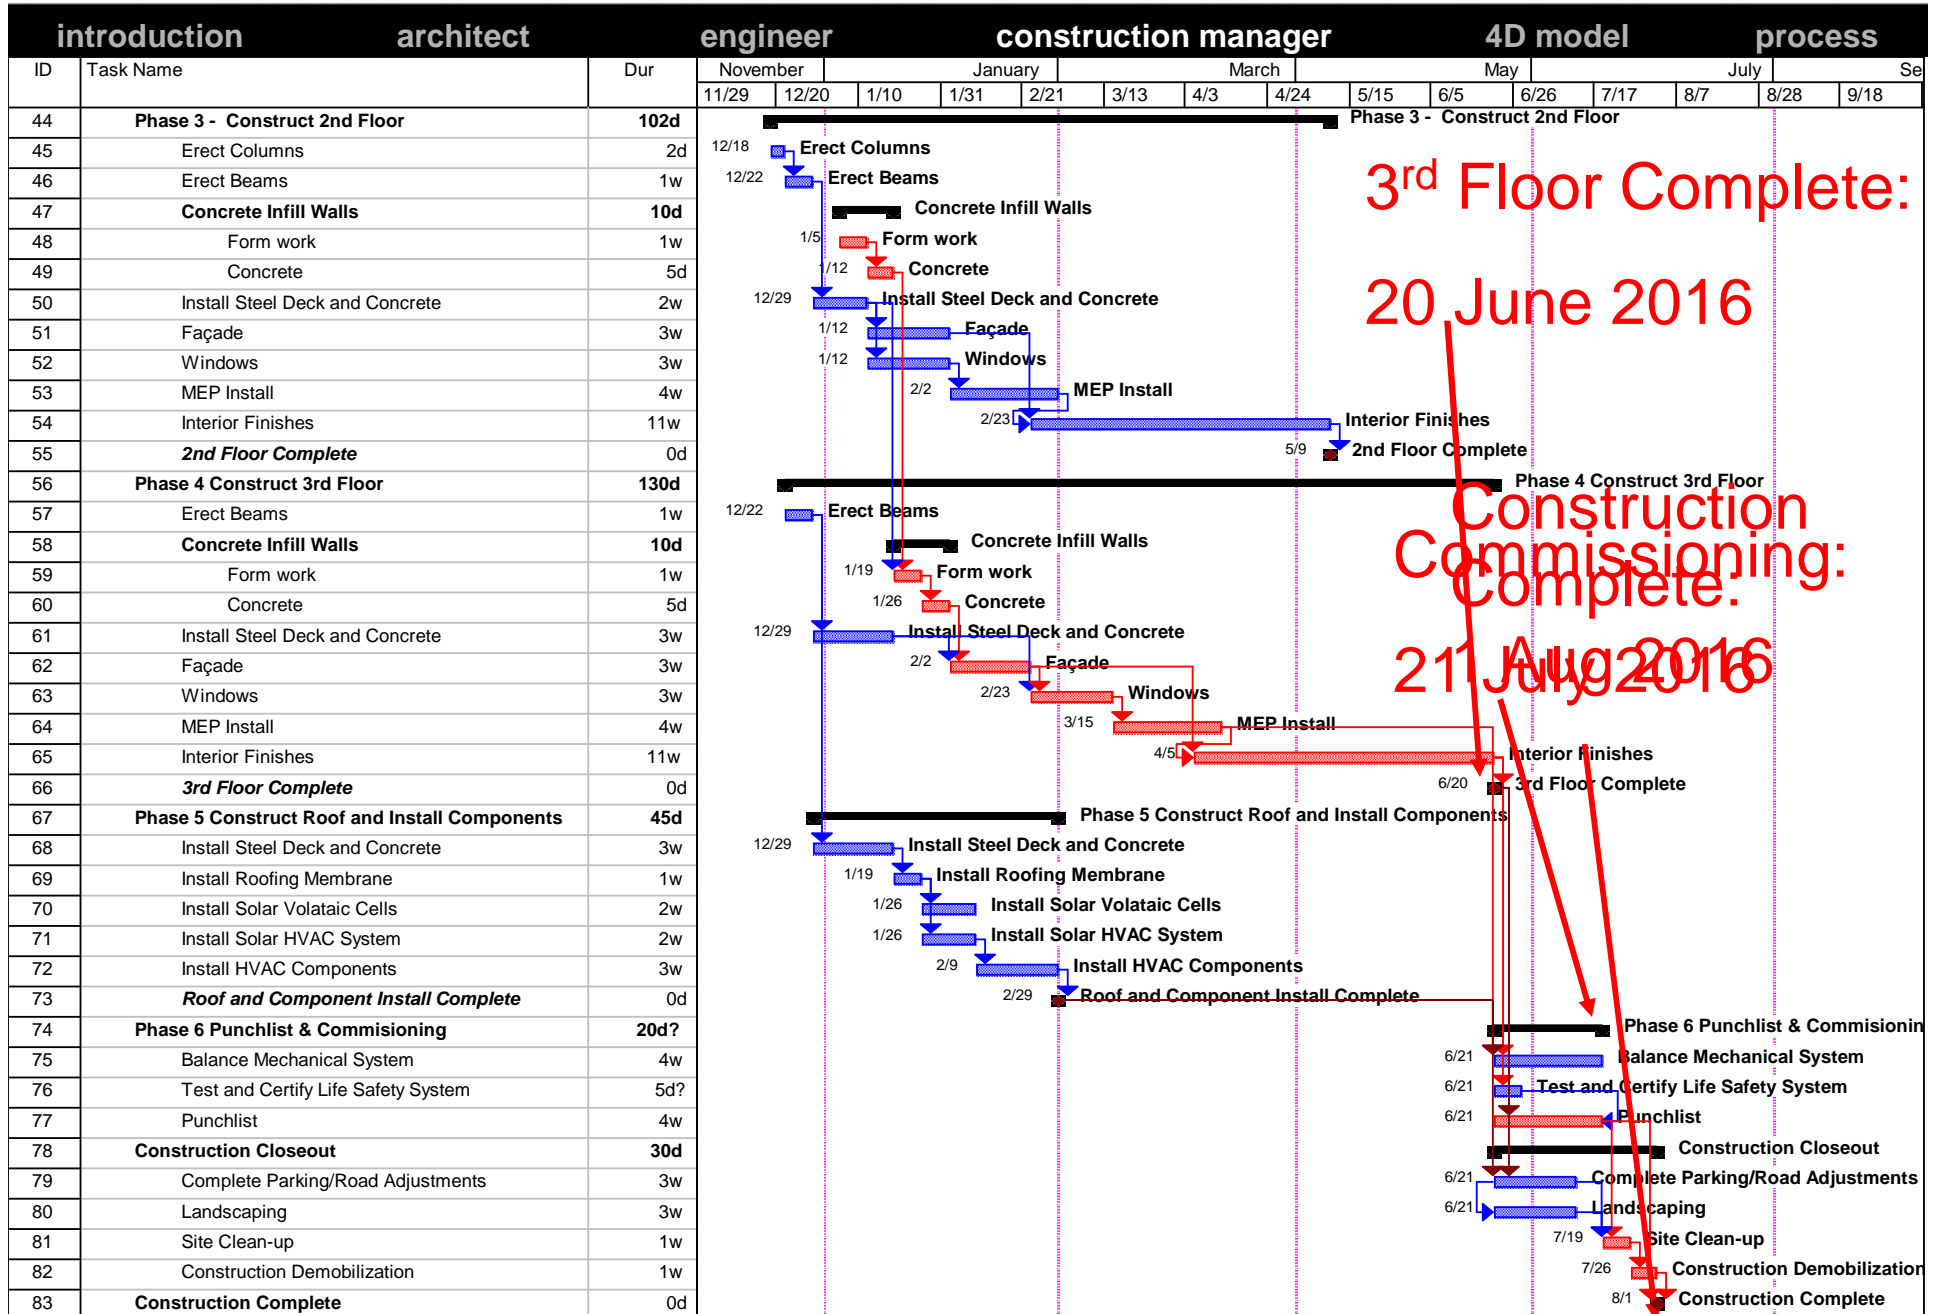 introduction architect engineer construction manager 4D model process
ID Task Name Dur November January March May July Se
11/29 12/20 1/10 1/31 2/21 3/13 4/3 4/24 5/15 6/5 6/26 7/17 8/7 8/28 9/18
44 Phase 3 - Construct 2nd Floor 102d Phase 3 - Construct 2nd Floor
45 Erect Columns 2d 12/18 Erect Columns
3rd Floor Complete:
46 Erect Beams 1w 12/22 Erect Beams
47 Concrete Infill Walls 10d Concrete Infill Walls
48 Form work 1w 1/5 Form work
49 Concrete 5d 1/12 Concrete
50 Install Steel Deck and Concrete 2w 12/29 Install Steel Deck and Concrete
20 June 2016
51 Façade 3w 1/12 Façade
52 Windows 3w 1/12 Windows
53 MEP Install 4w 2/2 MEP Install
54 Interior Finishes 11w 2/23 Interior Finishes
55 2nd Floor Complete 0d 5/9 2nd Floor Complete
56 Phase 4 Construct 3rd Floor 130d Phase 4 Construct 3rd Floor
Construction
57 Erect Beams 1w 12/22 Erect Beams
58 Concrete Infill Walls 10d Concrete Infill Walls
Commissioning:
59 Form work 1w 1/19 Form work
Complete:
60 Concrete 5d 1/26 Concrete
61 Install Steel Deck and Concrete 3w 12/29 Install Steel Deck and Concrete
62 Façade 3w 2/2 Façade
1 Aug 2016
21 July 2016
63 Windows 3w 2/23 Windows
64 MEP Install 4w 3/15 MEP Install
65 Interior Finishes 11w 4/5 Interior Finishes
66 3rd Floor Complete 0d 6/20 3rd Floor Complete
67 Phase 5 Construct Roof and Install Components 45d Phase 5 Construct Roof and Install Components
68 Install Steel Deck and Concrete 3w 12/29 Install Steel Deck and Concrete
69 Install Roofing Membrane 1w 1/19 Install Roofing Membrane
70 Install Solar Volataic Cells 2w 1/26 Install Solar Volataic Cells
71 Install Solar HVAC System 2w 1/26 Install Solar HVAC System
72 Install HVAC Components 3w 2/9 Install HVAC Components
73 Roof and Component Install Complete 0d 2/29 Roof and Component Install Complete
74 Phase 6 Punchlist & Commisioning 20d? Phase 6 Punchlist & Commisionin
75 Balance Mechanical System 4w 6/21 Balance Mechanical System
76 Test and Certify Life Safety System 5d? 6/21 Test and Certify Life Safety System
77 Punchlist 4w 6/21 Punchlist
78 Construction Closeout 30d Construction Closeout
79 Complete Parking/Road Adjustments 3w 6/21 Complete Parking/Road Adjustments
80 Landscaping 3w 6/21 Landscaping
81 Site Clean-up 1w 7/19 Site Clean-up
82 Construction Demobilization 1w 7/26 Construction Demobilization
83 Construction Complete 0d 8/1 Construction Complete